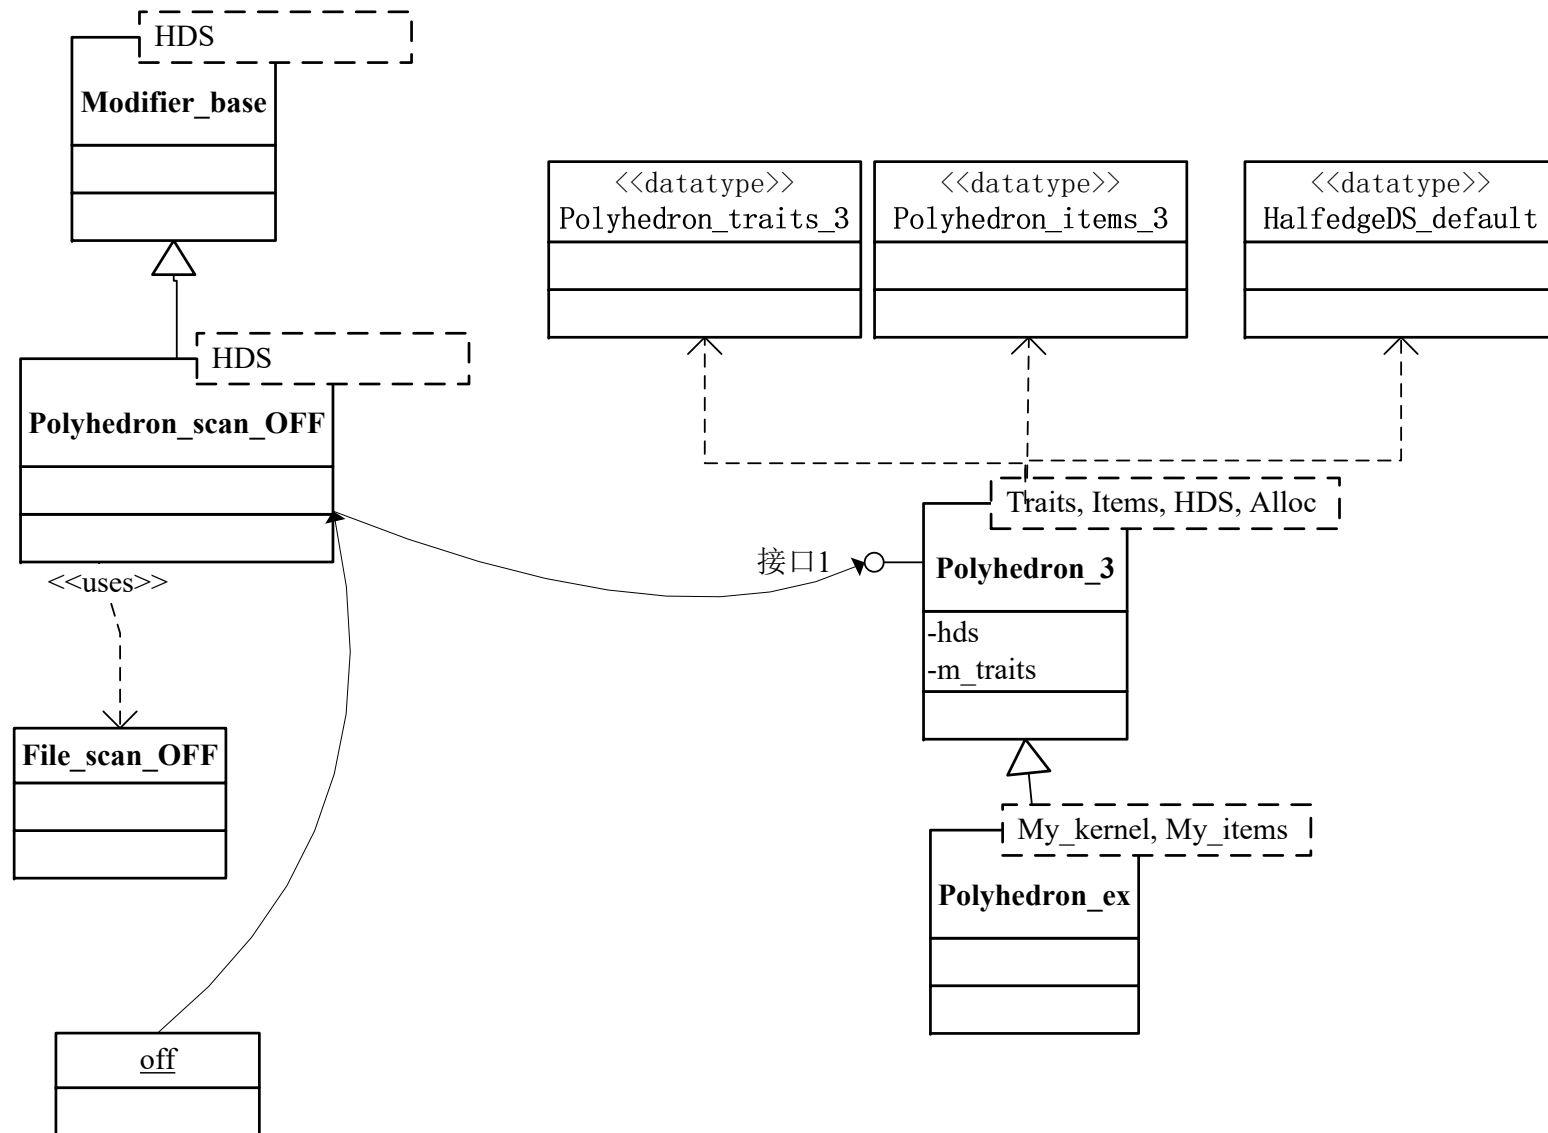 HDS
Modifier_base
<<datatype>>
Polyhedron_traits_3
<<datatype>>
Polyhedron_items_3
<<datatype>>
HalfedgeDS_default
HDS
Polyhedron_scan_OFF
<<uses>>
Traits, Items, HDS, Alloc
接口1
Polyhedron_3
-hds
-m_traits
File_scan_OFF
My_kernel, My_items
Polyhedron_ex
off